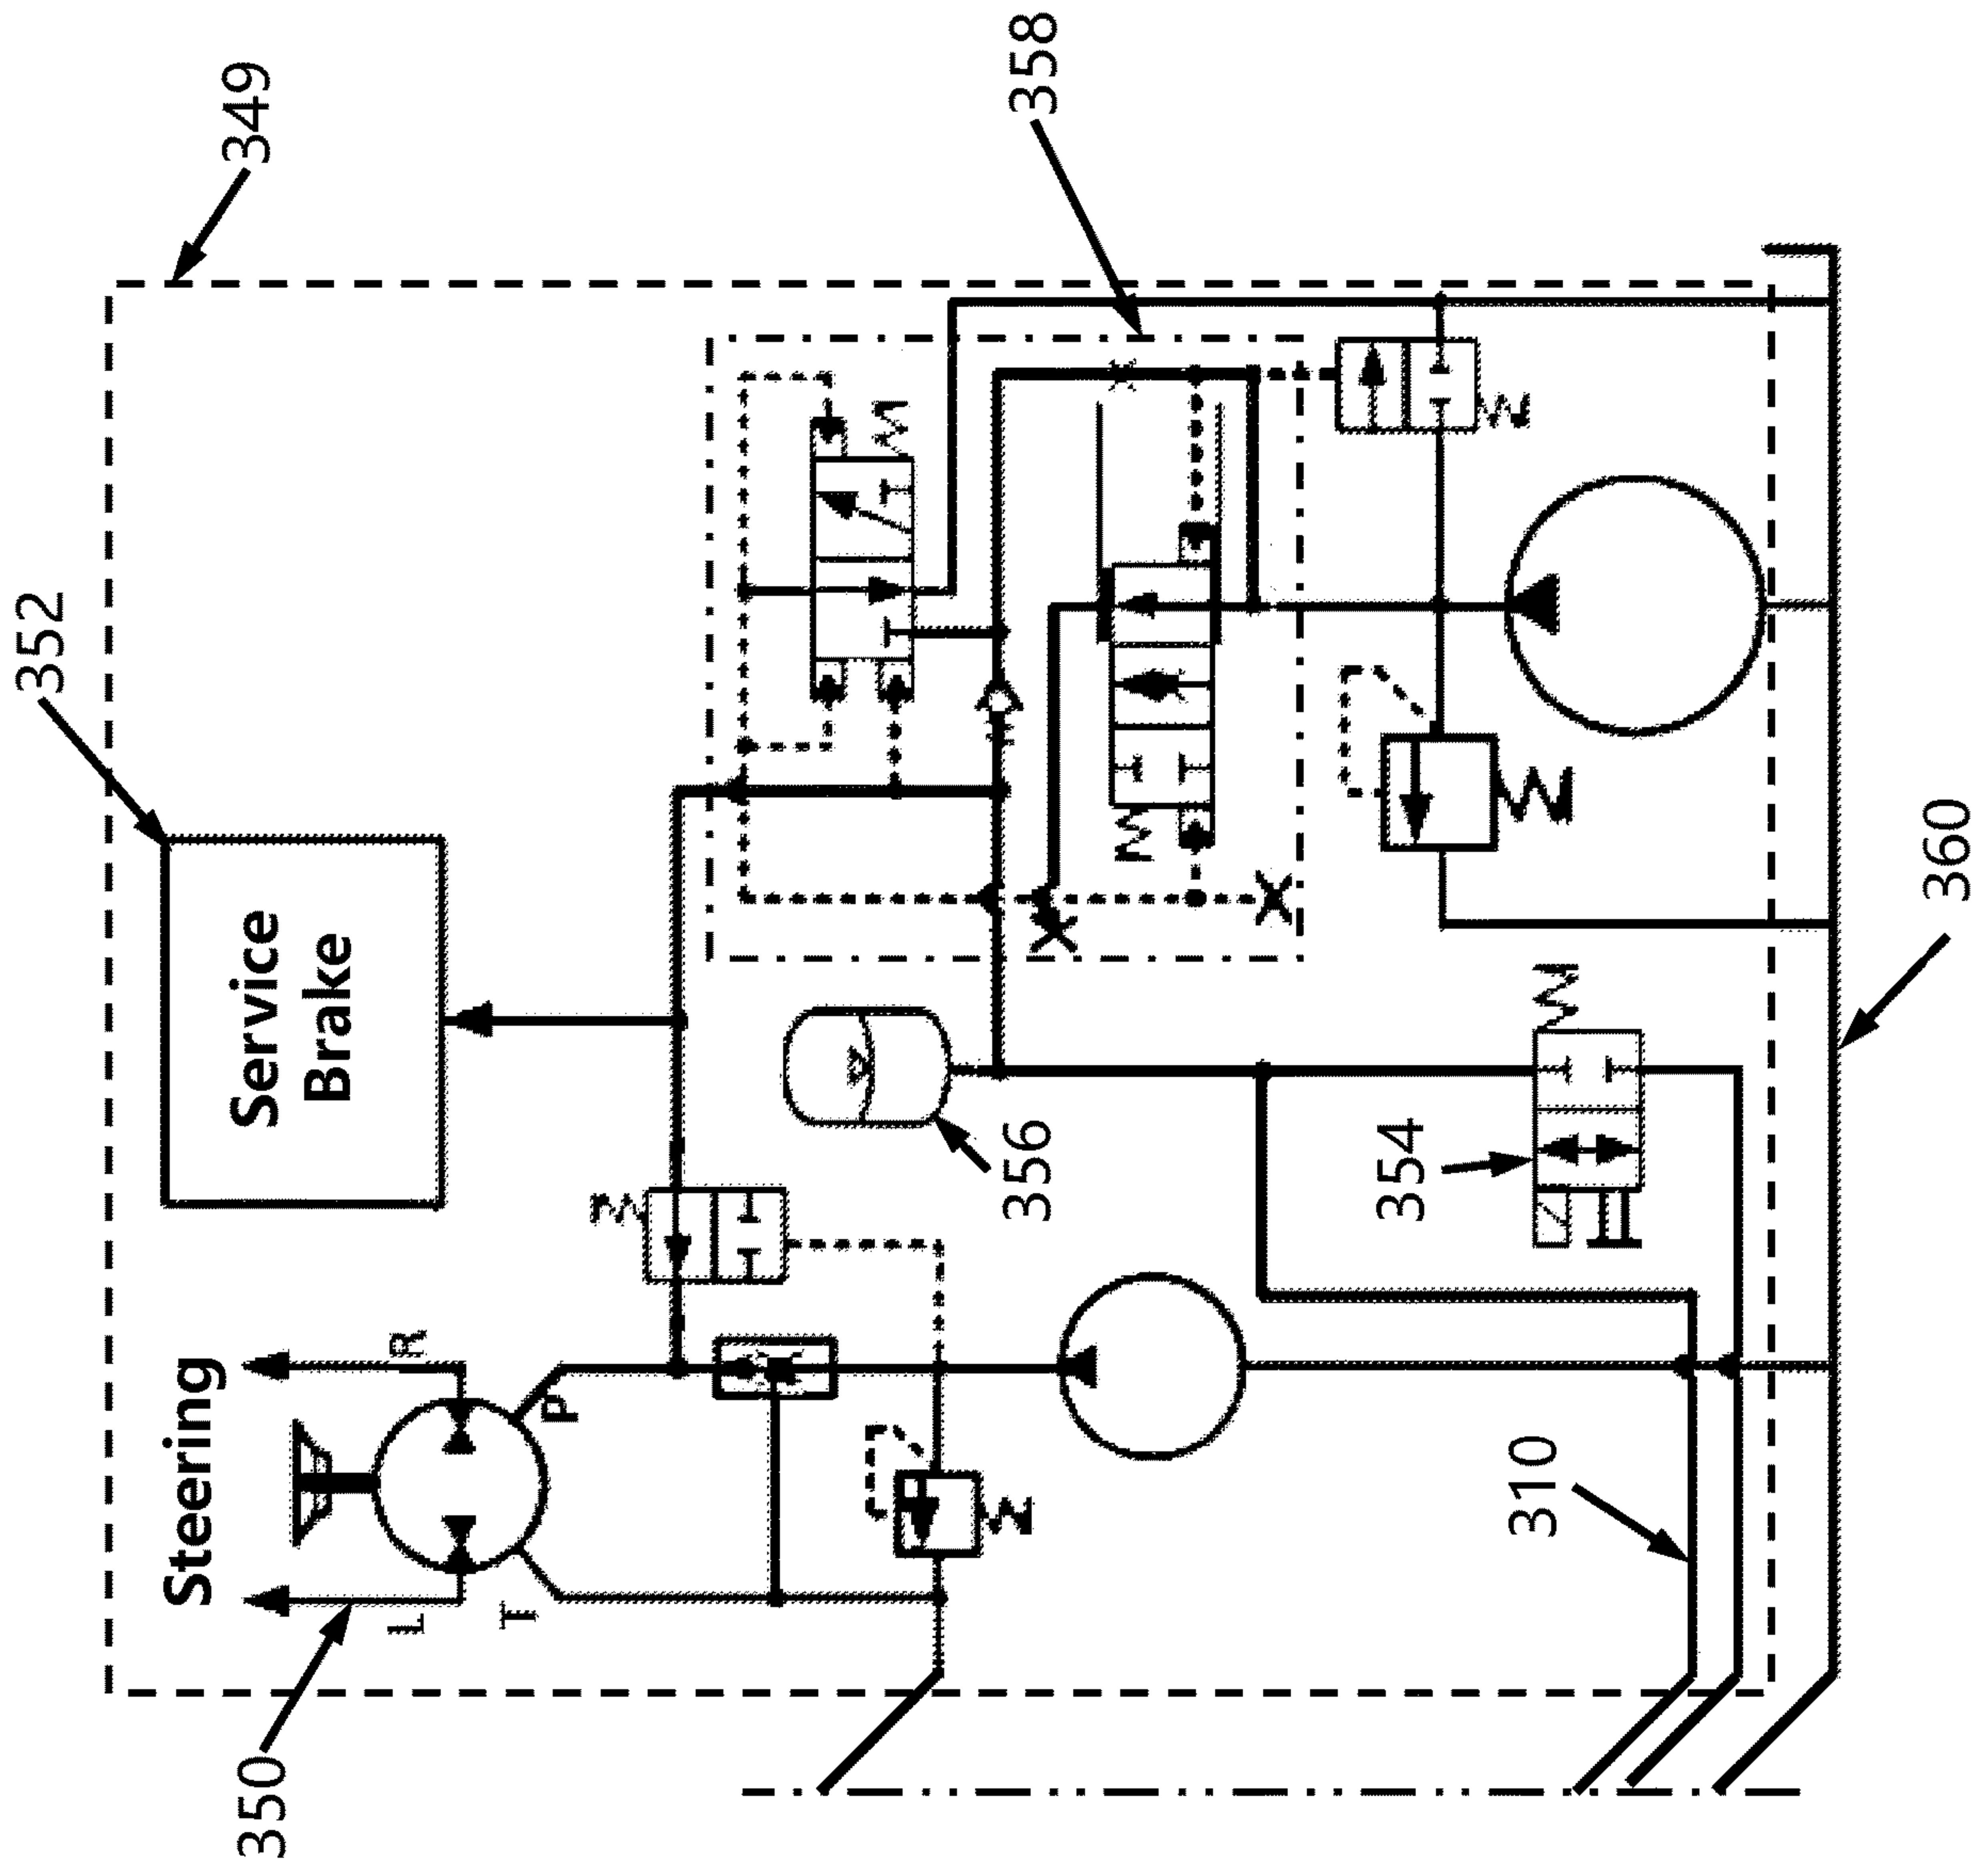 349
358
352
Service
Brake
360
356
354
Steering
R
P
L
T
310
350